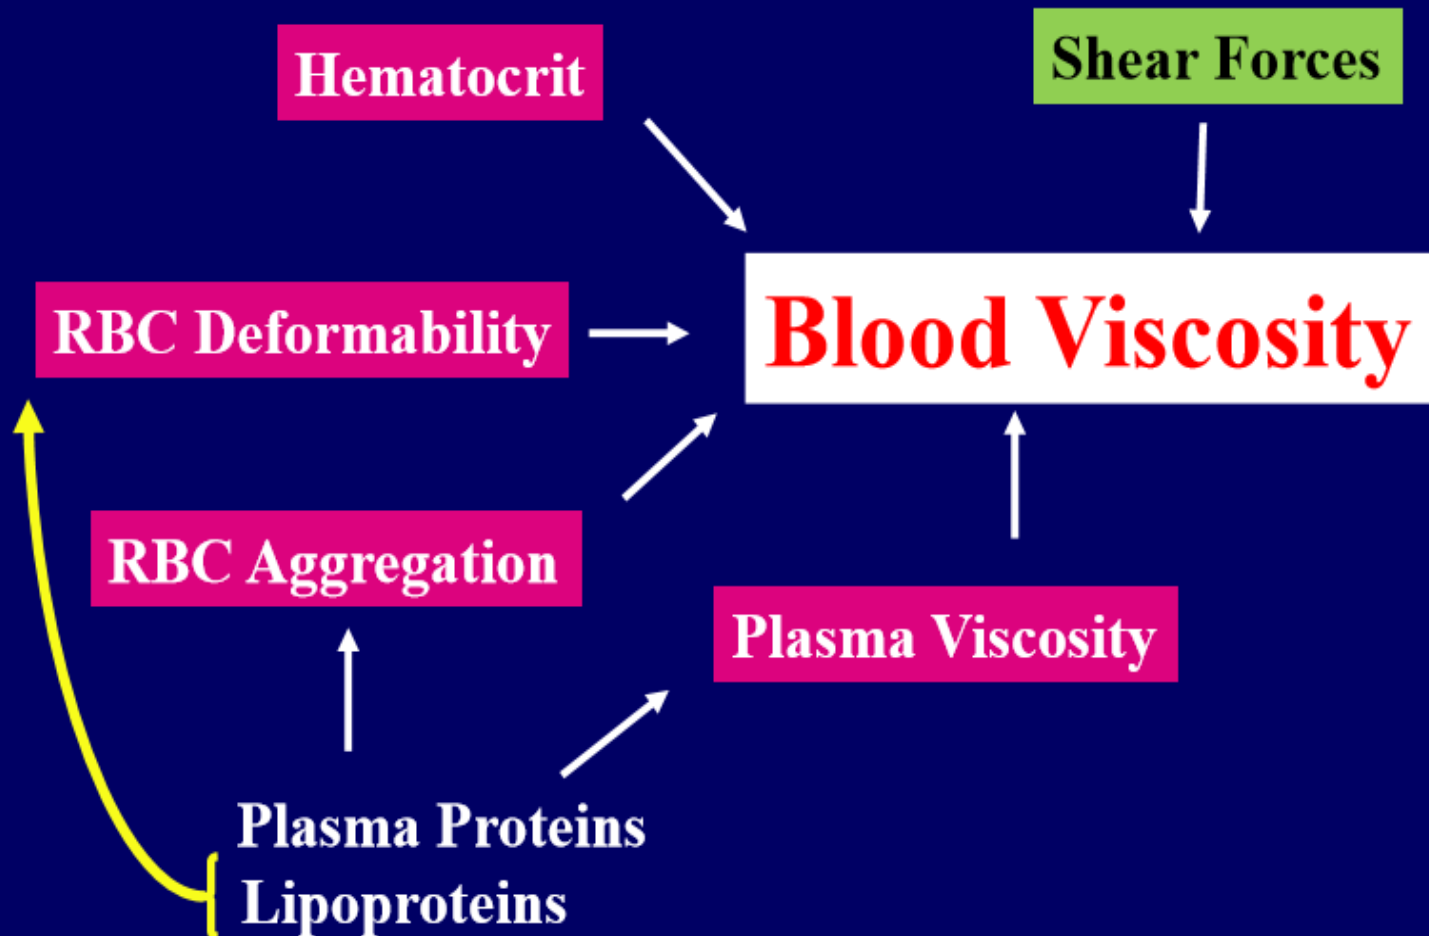 Hematocrit
Shear Forces
RBC Deformability
Blood Viscosity
RBC Aggregation
Plasma Viscosity
Plasma Proteins
Lipoproteins